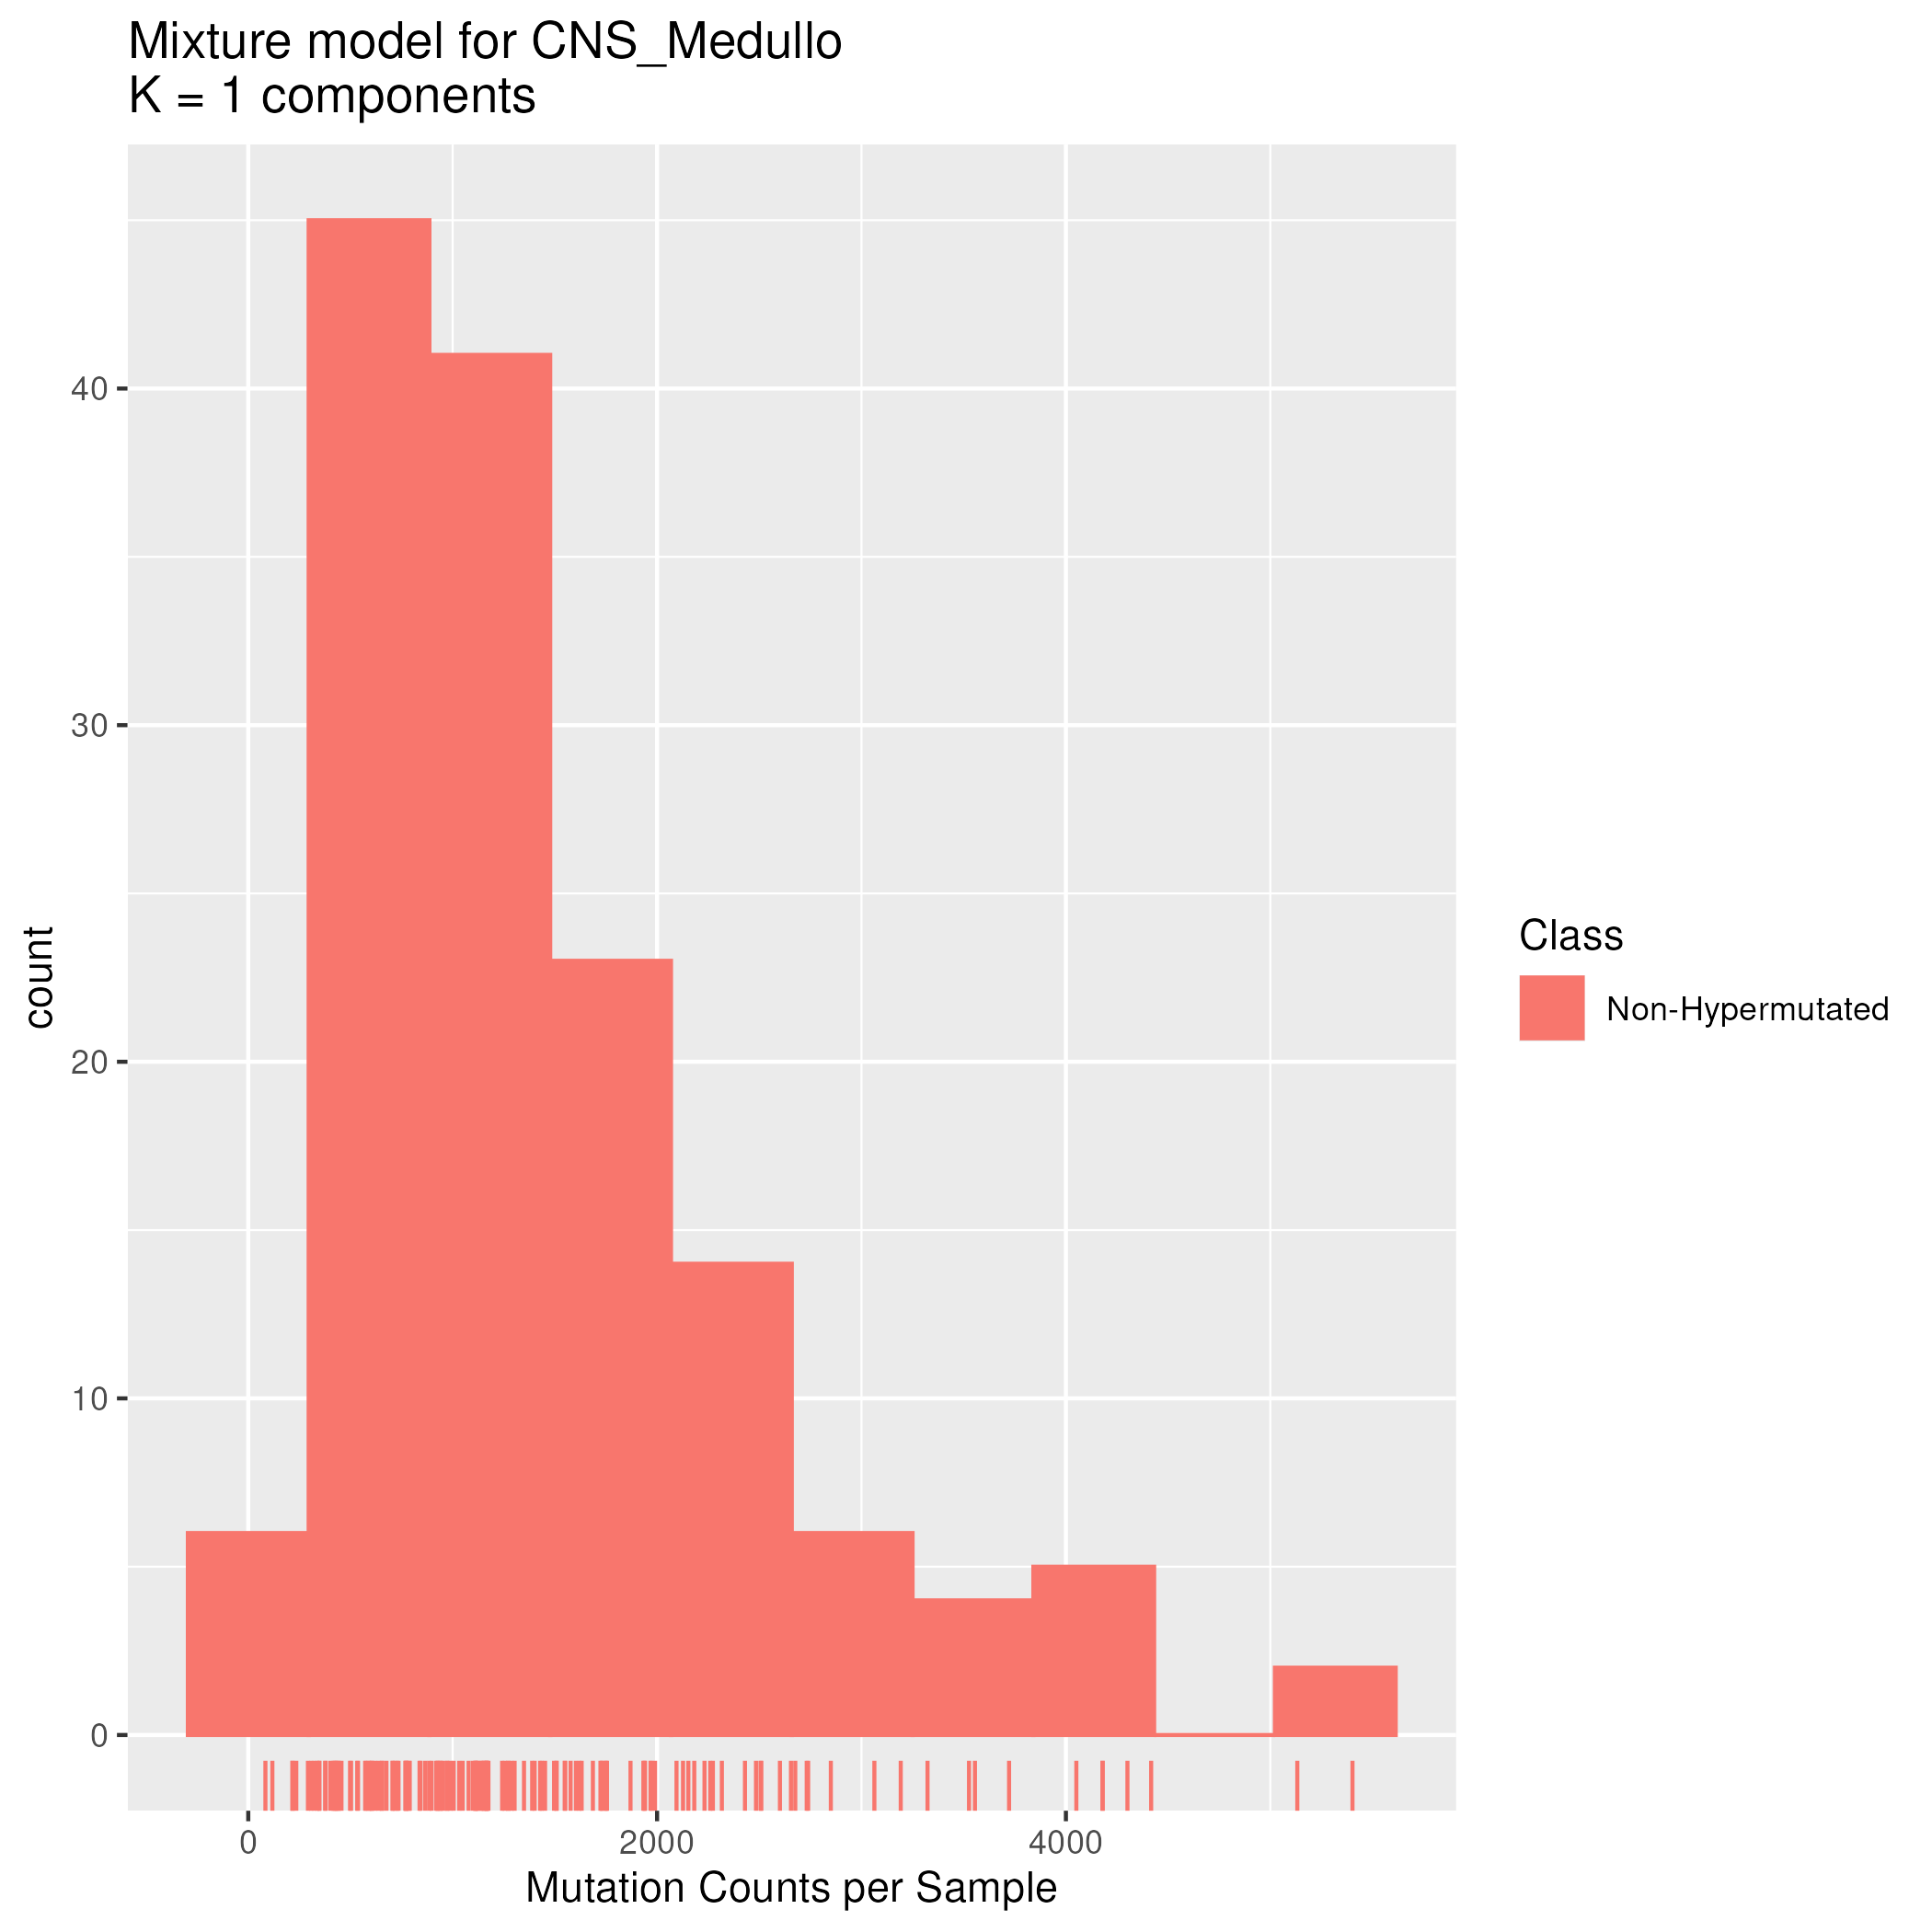 Mixture model for CNS_Medullo
K = 1 components
40
30
20
10
0
count
0 2000 4000
Mutation Counts per Sample
Class
Non-Hypermutated